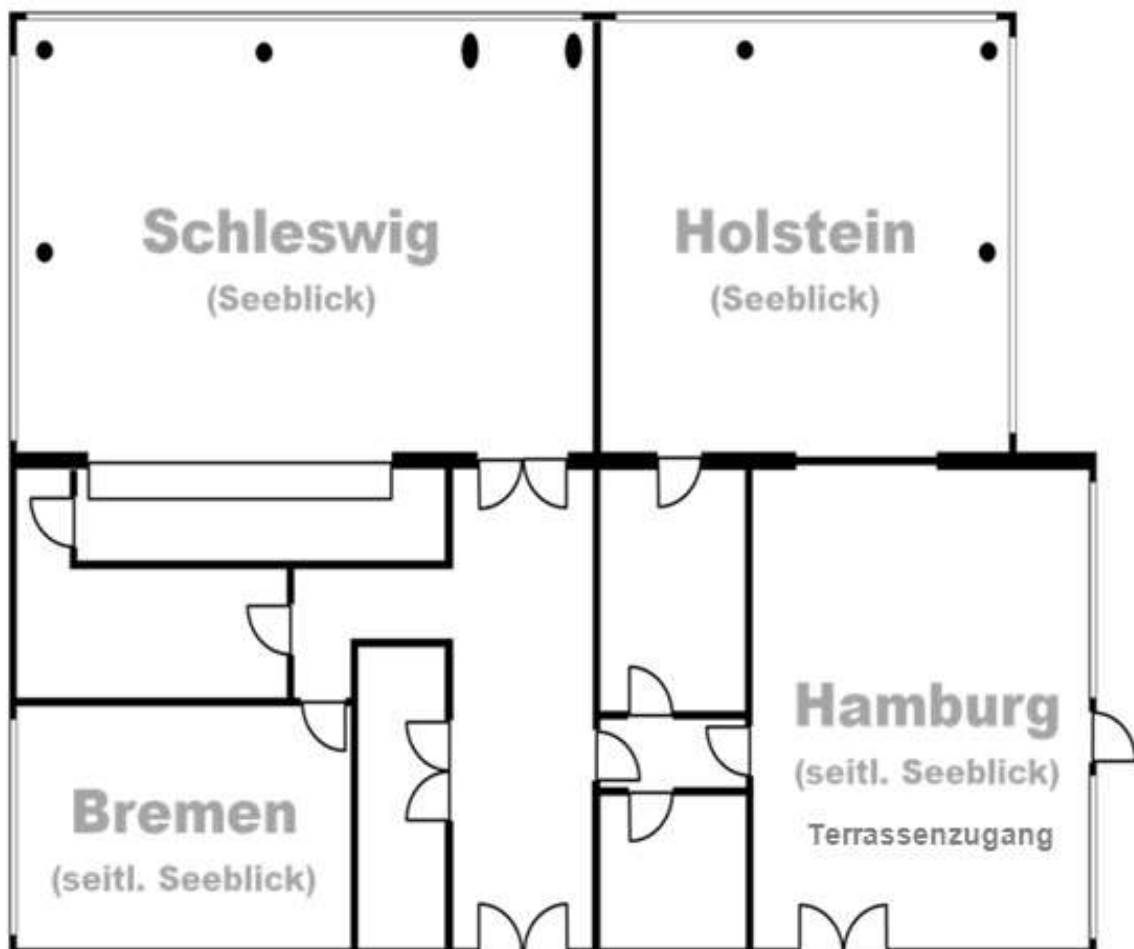 Schleswig
(Seeblick)
Holstein
(Seeblick)
Hamburg
(seitl. Seeblick)
Terrassenzugang
Bremen
(seitl. Seeblick)